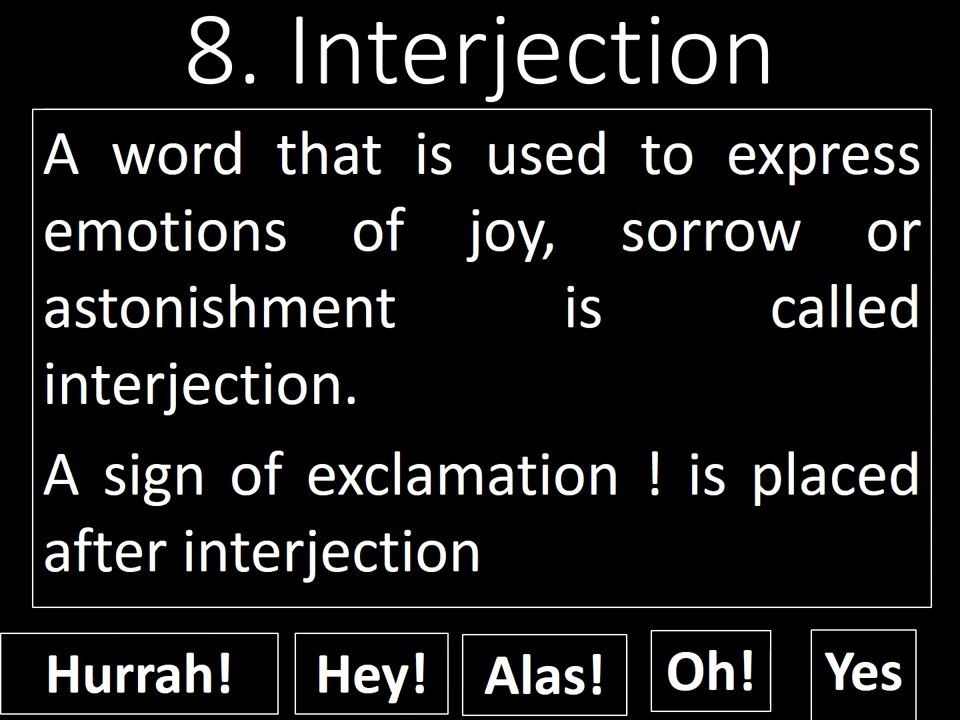 8. Interjection
A word that is used to express
emotions of joy, sorrow or
astonishment is called
interjection.
A sign of exclamation ! is placed
after interjection
Hurrah! Hey! Alas! Oh! Yes